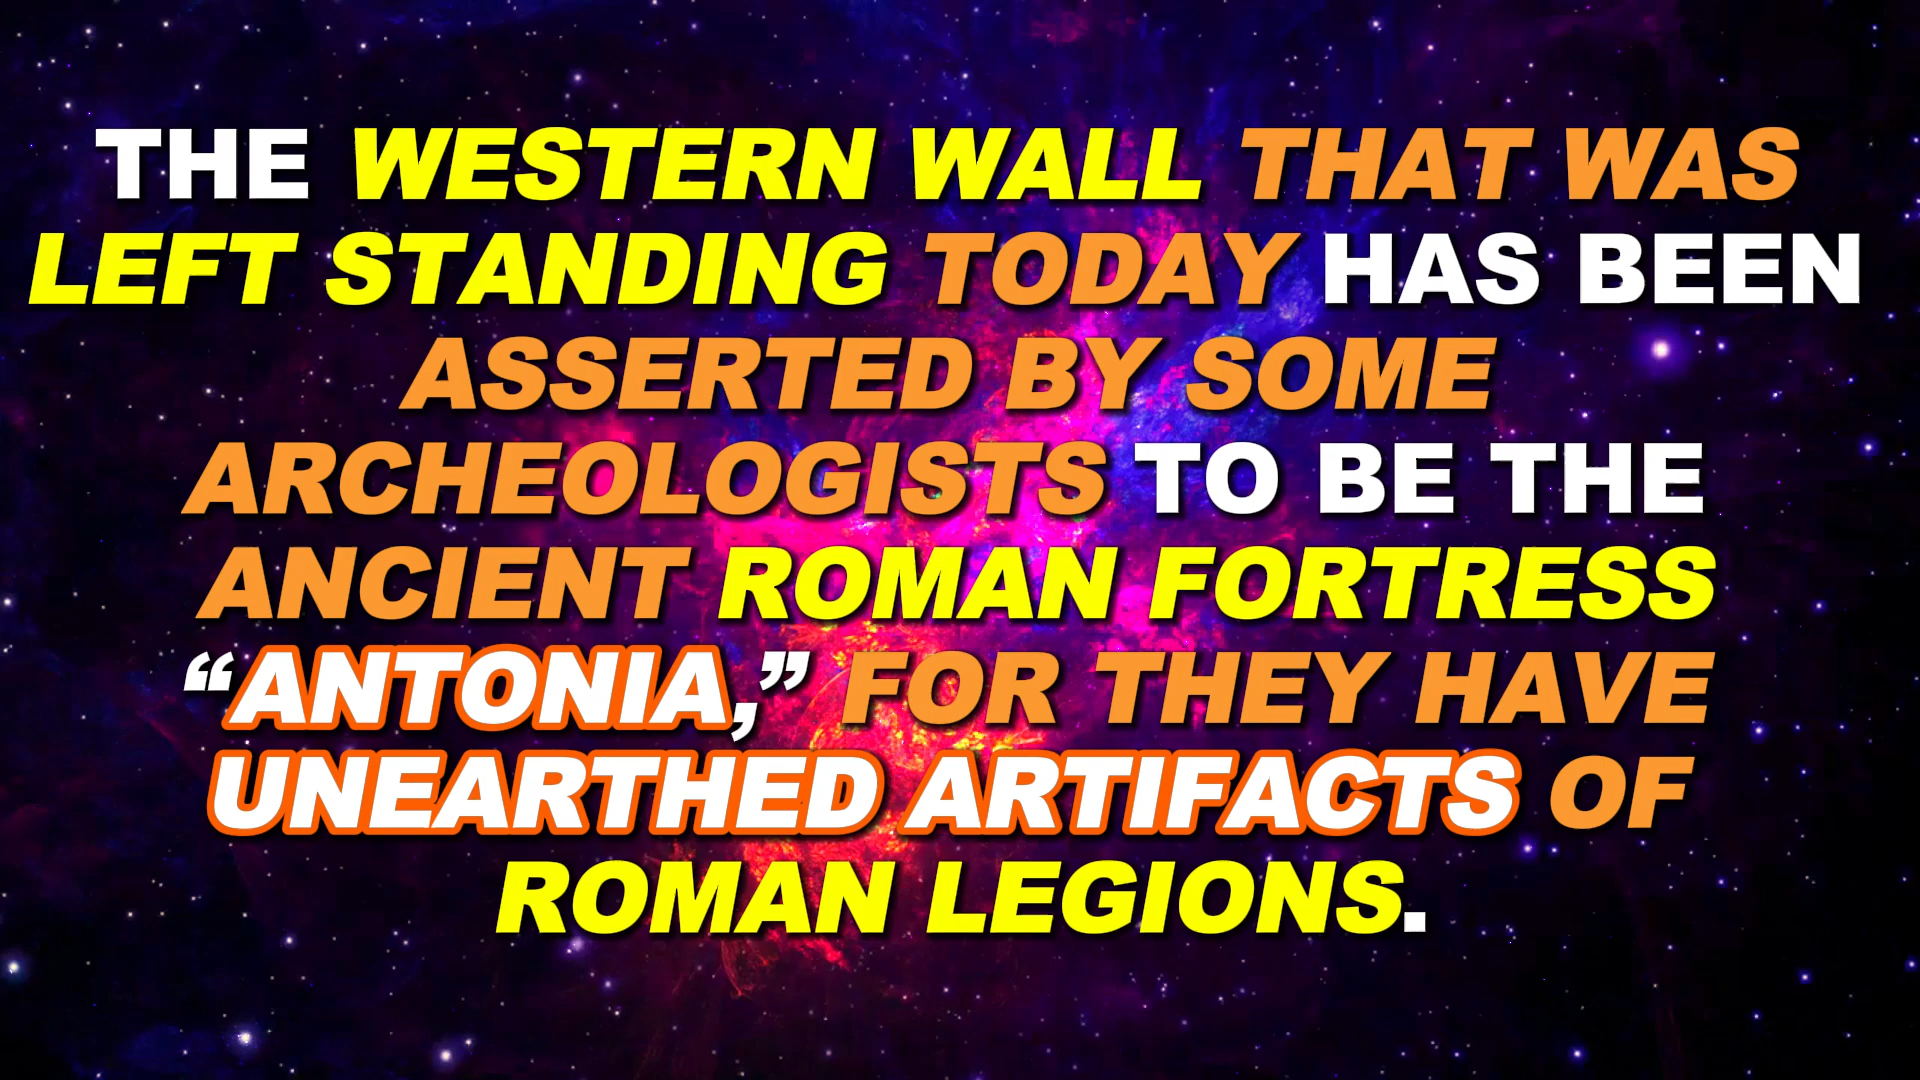 THE WESTERN WALL THAT WAS
LEFT STANDING TODAY HAS BEEN
ASSERTED BY SOME
ARCHEOLOGISTS TO BE THE
ANCIENT ROMAN FORTRESS
“ANTONIA,” FOR THEY HAVE
UNEARTHED ARTIFACTS OF
ROMAN LEGIONS.